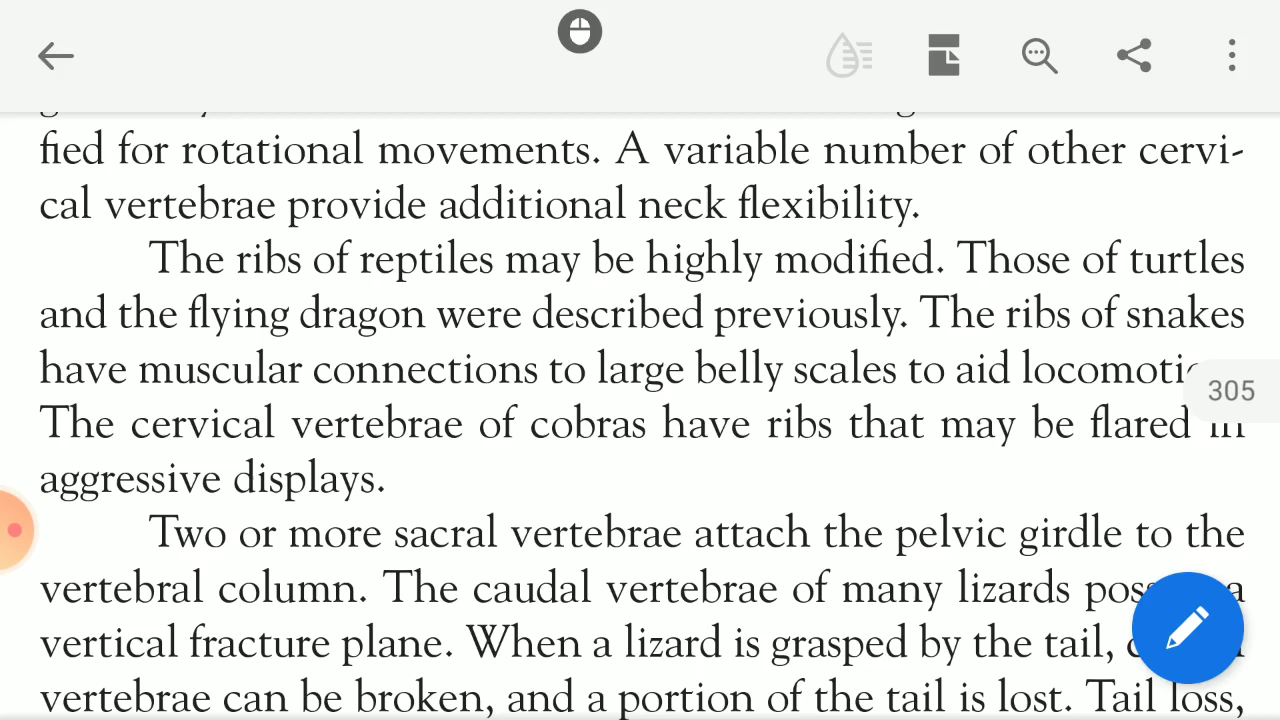 fied for rotational movements. A variable number of other cervi-
cal vertebrae provide additional neck flexibility.
The ribs of reptiles may be highly modified. Those of turtles
and the flying dragon were described previously. The ribs of snakes
have muscular connections to large belly scales to aid
305
The cervical vertebrae of cobras have ribs that may be flared in
aggressive displays.
Two or more sacral vertebrae attach the pelvic girdle to the
vertebral column. The caudal vertebrae of many lizards a
vertical fracture plane. When a lizard is grasped by the tail,
vertebrae can be broken, and a portion of the tail is lost. Tail loss,